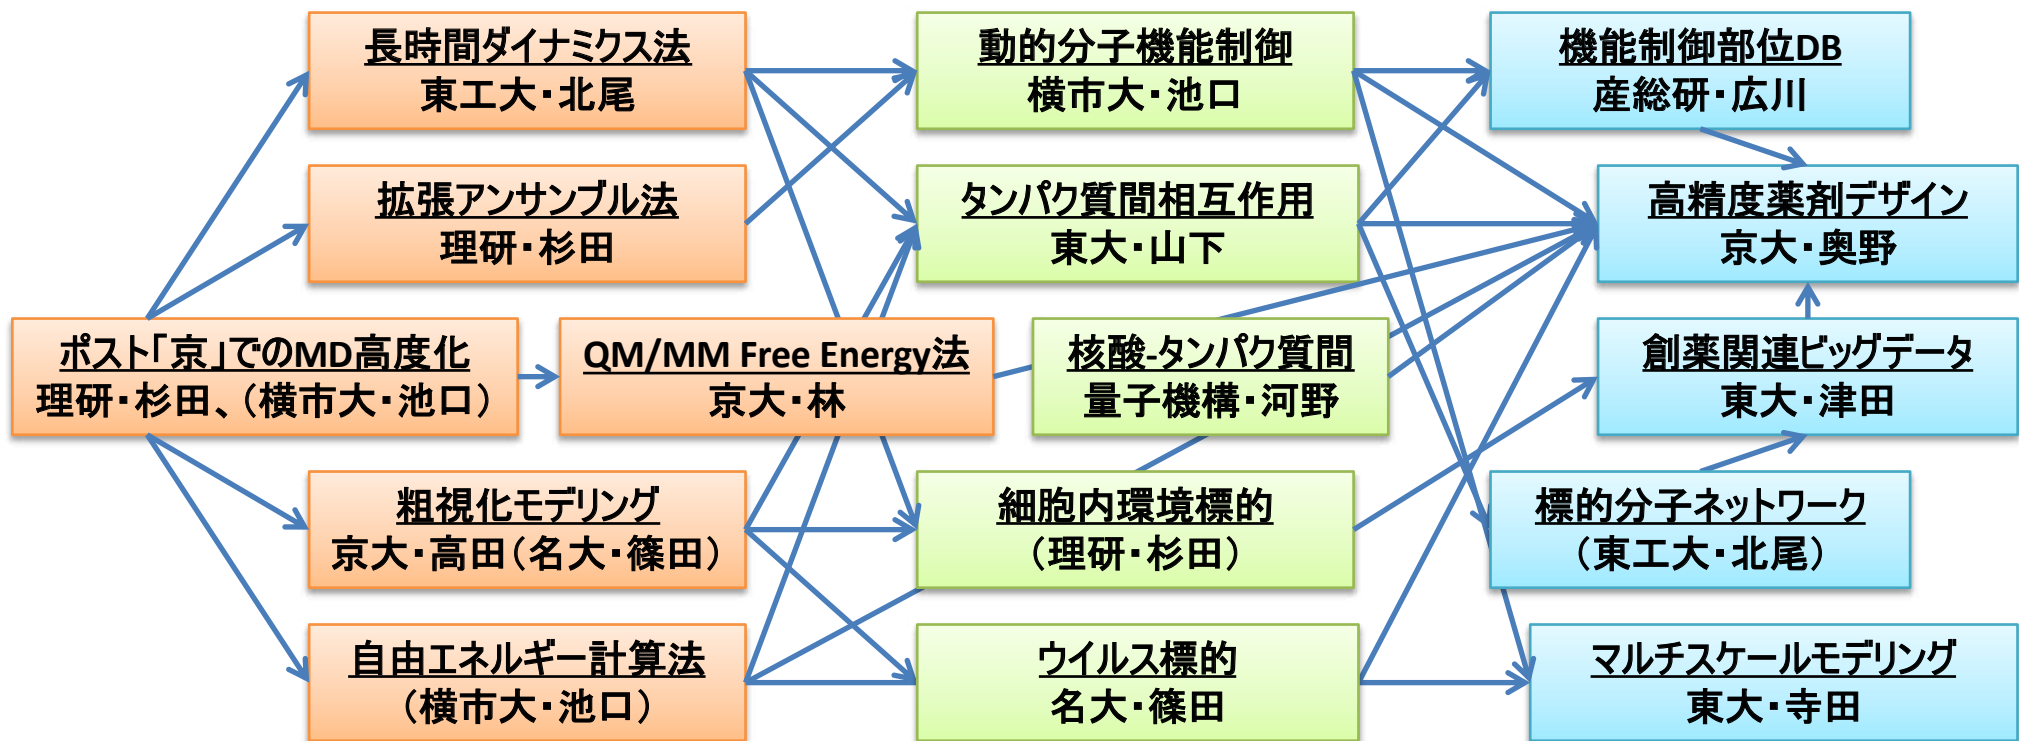 長時間ダイナミクス法
東工大・北尾
動的分子機能制御
横市大・池口
機能制御部位DB
産総研・広川
拡張アンサンブル法
理研・杉田
タンパク質間相互作用
東大・山下
高精度薬剤デザイン
京大・奥野
ポスト「京」でのMD高度化
理研・杉田、（横市大・池口）
QM/MM Free Energy法
京大・林
核酸-タンパク質間
量子機構・河野
創薬関連ビッグデータ
東大・津田
粗視化モデリング
京大・高田（名大・篠田）
細胞内環境標的
（理研・杉田）
標的分子ネットワーク
（東工大・北尾）
自由エネルギー計算法
（横市大・池口）
ウイルス標的
名大・篠田
マルチスケールモデリング
東大・寺田